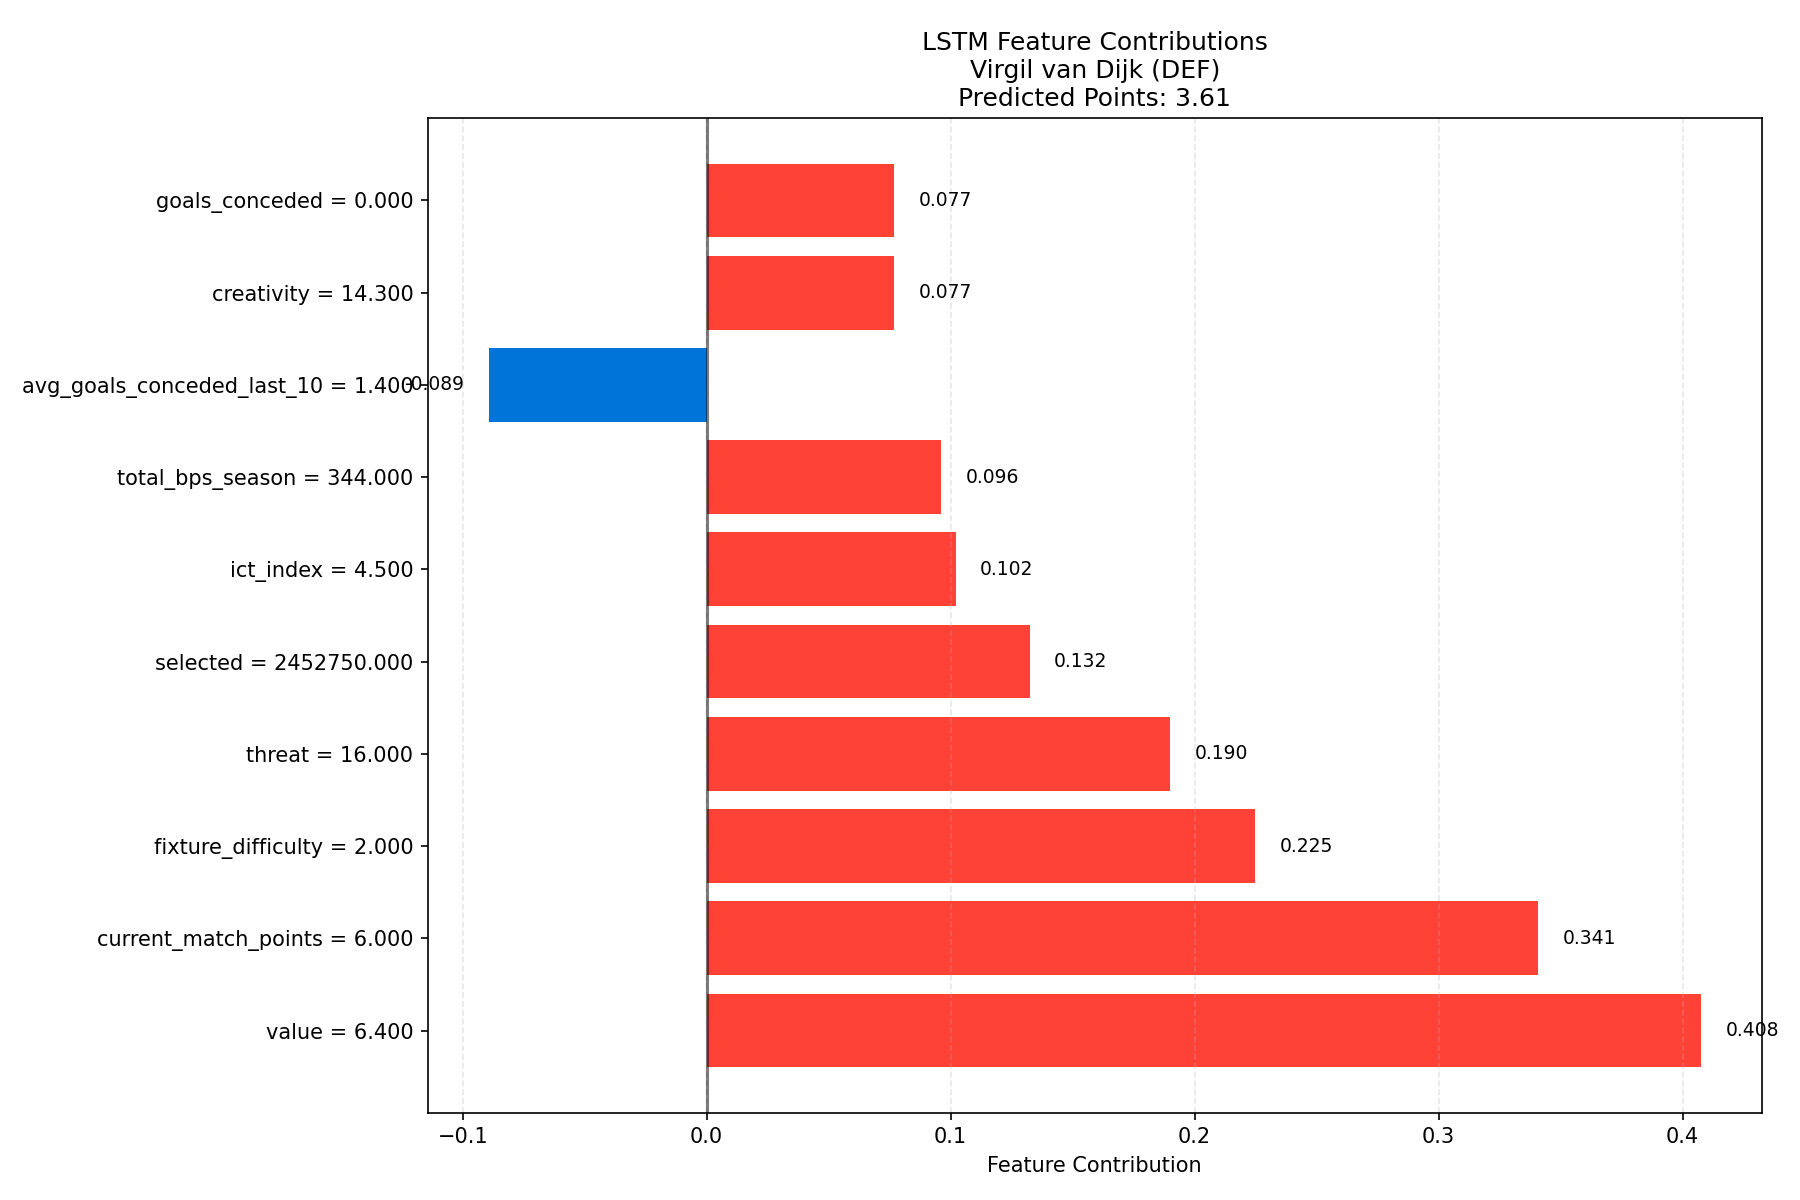 LSTM Feature Contributions
Virgil van Dijk (DEF)
Predicted Points: 3.61
goals_conceded = 0.000
0.077
creativity = 14.300
0.077
avg_goals_conceded_last_10 = 1.400
-0.089
total_bps_season = 344.000
0.096
ict_index = 4.500
0.102
selected = 2452750.000
0.132
threat = 16.000
0.190
fixture_difficulty = 2.000
0.225
current_match_points = 6.000
0.341
value = 6.400
0.408
−0.1 0.0 0.1 0.2 0.3 0.4
Feature Contribution